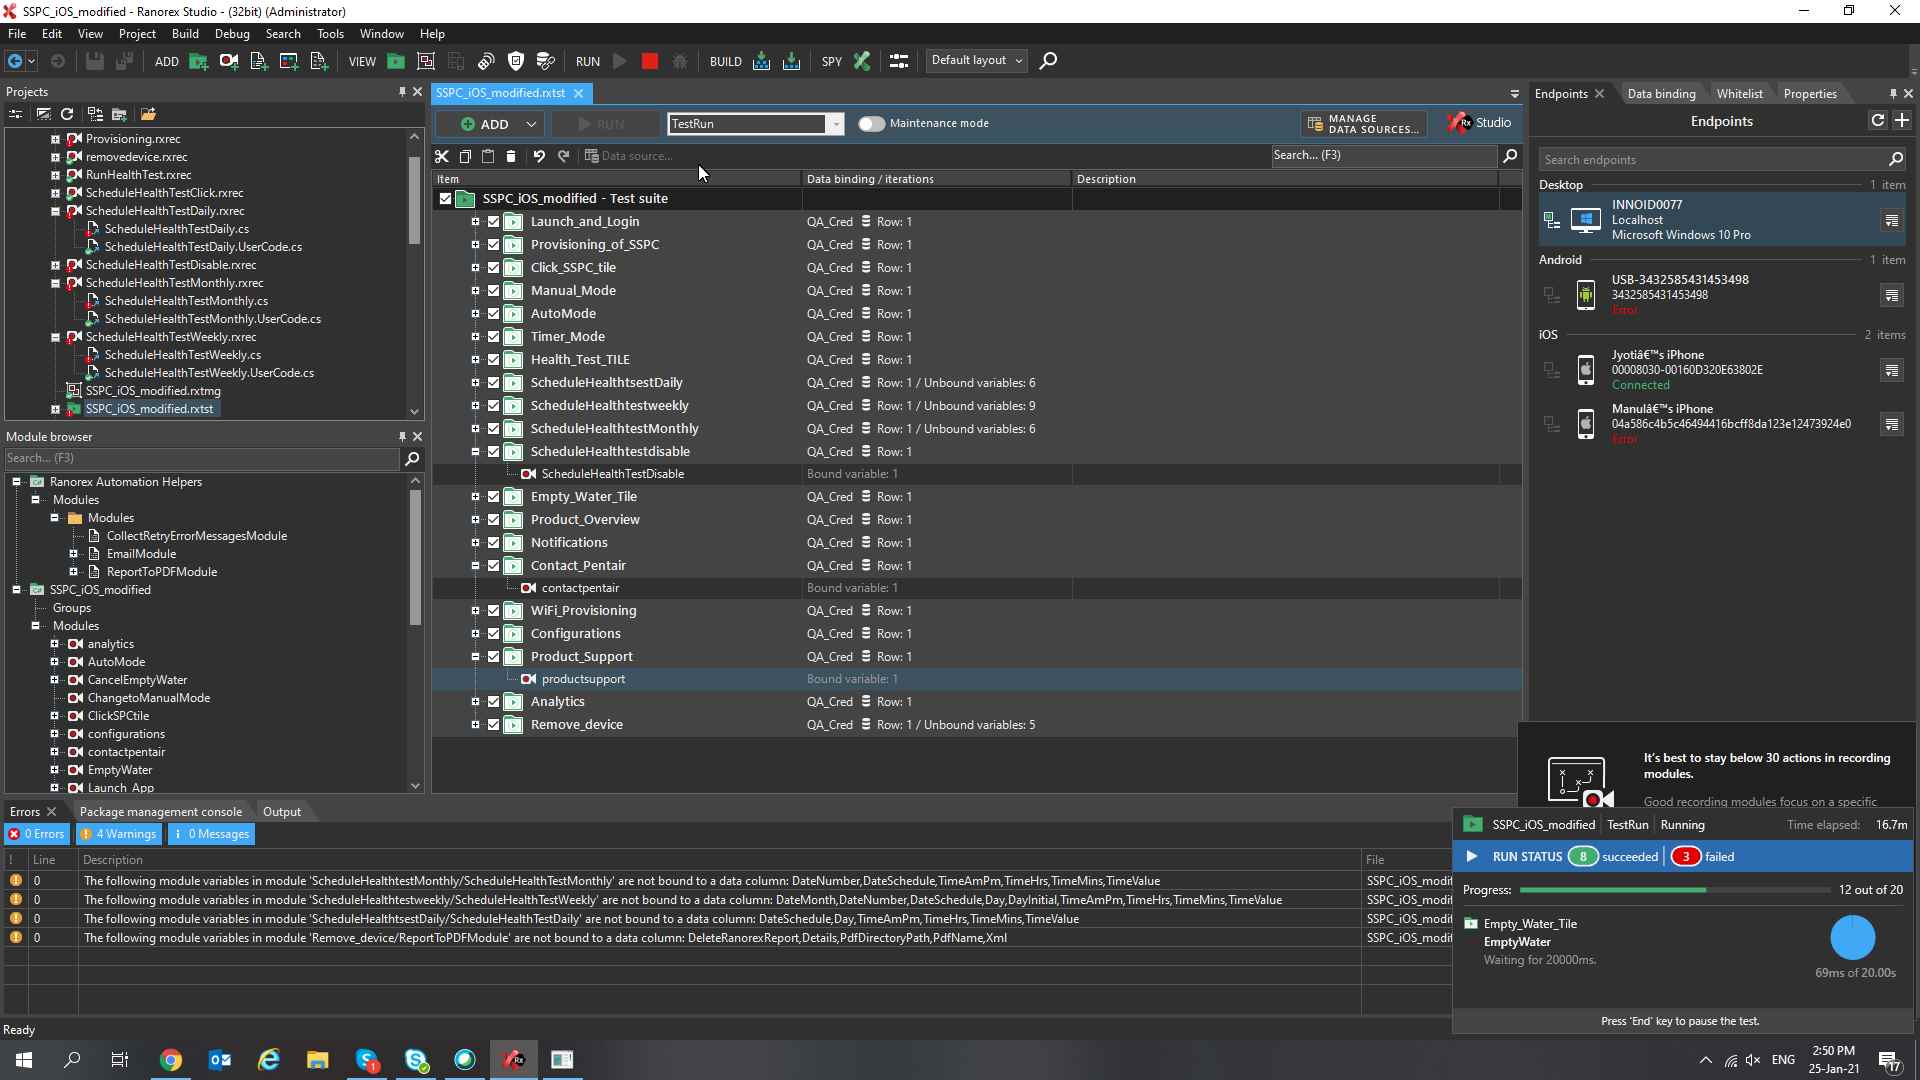 SSPC_iOS_modified - Ranorex Studio - (32bit) (Administrator)
File Edit View Project Build Debug Search Tools Window Help
ADD VIEW RUN BUILD SPY Default layout
Projects
Provisioning.rxrec
removedevice.rxrec
RunHealthTest.rxrec
ScheduleHealthTestClick.rxrec
ScheduleHealthTestDaily.rxrec
ScheduleHealthTestDaily.cs
ScheduleHealthTestDaily.UserCode.cs
ScheduleHealthTestDisable.rxrec
ScheduleHealthTestMonthly.rxrec
ScheduleHealthTestMonthly.cs
ScheduleHealthTestMonthly.UserCode.cs
ScheduleHealthTestWeekly.rxrec
ScheduleHealthTestWeekly.cs
ScheduleHealthTestWeekly.UserCode.cs
SSPC_iOS_modified.rxtmg
SSPC_iOS_modified.rxtst
Module browser
Search... (F3)
Ranorex Automation Helpers
Modules
Modules
CollectRetryErrorMessagesModule
EmailModule
ReportToPDFModule
SSPC_iOS_modified
Groups
Modules
analytics
AutoMode
CancelEmptyWater
ChangetoManualMode
ClickSPCtile
configurations
contactpentair
EmptyWater
Launch_App
SSPC_iOS_modified.rxtst
ADD RUN TestRun Maintenance mode MANAGE DATA SOURCES... Rx Studio
Data source... Search... (F3)
Item Data binding / iterations Description
SSPC_iOS_modified - Test suite
Launch_and_Login QA_Cred Row: 1
Provisioning_of_SSPC QA_Cred Row: 1
Click_SSPC_tile QA_Cred Row: 1
Manual_Mode QA_Cred Row: 1
AutoMode QA_Cred Row: 1
Timer_Mode QA_Cred Row: 1
Health_Test_TILE QA_Cred Row: 1
ScheduleHealthtsestDaily QA_Cred Row: 1 / Unbound variables: 6
ScheduleHealthtestweekly QA_Cred Row: 1 / Unbound variables: 9
ScheduleHealthtestMonthly QA_Cred Row: 1 / Unbound variables: 6
ScheduleHealthtestdisable QA_Cred Row: 1
ScheduleHealthTestDisable Bound variable: 1
Empty_Water_Tile QA_Cred Row: 1
Product_Overview QA_Cred Row: 1
Notifications QA_Cred Row: 1
Contact_Pentair QA_Cred Row: 1
contactpentair Bound variable: 1
WiFi_Provisioning QA_Cred Row: 1
Configurations QA_Cred Row: 1
Product_Support QA_Cred Row: 1
productsupport Bound variable: 1
Analytics QA_Cred Row: 1
Remove_device QA_Cred Row: 1 / Unbound variables: 5
Endpoints Data binding Whitelist Properties
Endpoints
Search endpoints
Desktop 1 item
INNOID0077
Localhost
Microsoft Windows 10 Pro
Android 1 item
USB-3432585431453498
3432585431453498
Error
iOS 2 items
Jyotiâ€™s iPhone
00008030-00160D320E63802E
Connected
Manulâ€™s iPhone
04a586c4b5c46494416bcff8da123e12473924e0
Error
It's best to stay below 30 actions in recording
modules.
Good recording modules focus on a specific
Errors Package management console Output
0 Errors 4 Warnings 0 Messages
! Line Description File
0 The following module variables in module 'ScheduleHealthtestMonthly/ScheduleHealthTestMonthly' are not bound to a data column: DateNumber,DateSchedule,TimeAmPm,TimeHrs,TimeMins,TimeValue SSPC_iOS_modif
0 The following module variables in module 'ScheduleHealthtestweekly/ScheduleHealthTestWeekly' are not bound to a data column: DateMonth,DateNumber,DateSchedule,Day,DayInitial,TimeAmPm,TimeHrs,TimeMins,TimeValue SSPC_iOS_modif
0 The following module variables in module 'ScheduleHealthtsestDaily/ScheduleHealthTestDaily' are not bound to a data column: DateSchedule,Day,TimeAmPm,TimeHrs,TimeMins,TimeValue SSPC_iOS_modif
0 The following module variables in module 'Remove_device/ReportToPDFModule' are not bound to a data column: DeleteRanorexReport,Details,PdfDirectoryPath,PdfName,Xml SSPC_iOS_modif
SSPC_iOS_modified TestRun Running Time elapsed: 16.7m
RUN STATUS 8 succeeded 3 failed
Progress: 12 out of 20
Empty_Water_Tile
EmptyWater
Waiting for 20000ms.
69ms of 20.00s
Press 'End' key to pause the test.
Ready
ENG 2:50 PM
25-Jan-21
1
17